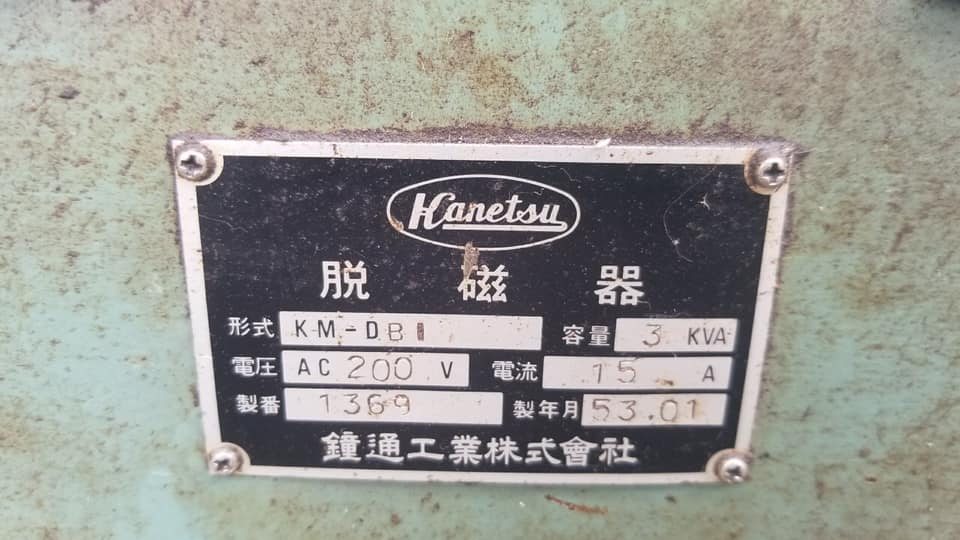 Kanetsu
脱磁器
形式 KM-DB1 容量 3 KVA
電圧 AC 200 V 電流 15 A
製番 1369 製年月 53.01
鐘通工業株式會社